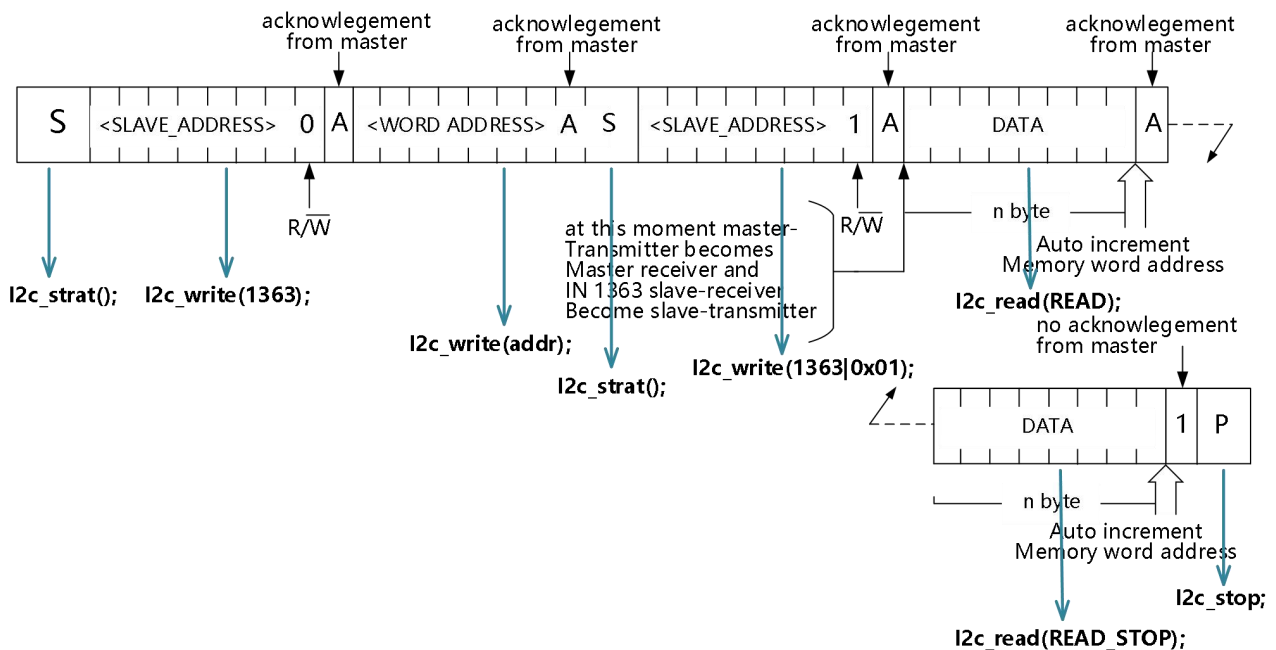 acknowlegement
from master
acknowlegement
from master
acknowlegement
from master
acknowlegement
from master
S <SLAVE_ADDRESS> 0 A <WORD ADDRESS> A S <SLAVE_ADDRESS> 1 A DATA A
R/W̅
at this moment master-
Transmitter becomes
Master receiver and
IN 1363 slave-receiver
Become slave-transmitter
R/W̅
n byte
Auto increment
Memory word address
I2c_strat();
I2c_write(1363);
I2c_write(addr);
I2c_strat();
I2c_write(1363|0x01);
I2c_read(READ);
no acknowlegement
from master
DATA 1 P
n byte
Auto increment
Memory word address
I2c_stop;
I2c_read(READ_STOP);